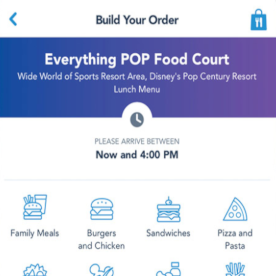 Build Your Order
Everything POP Food Court
Wide World of Sports Resort Area, Disney's Pop Century Resort
Lunch Menu
PLEASE ARRIVE BETWEEN
Now and 4:00 PM
Family Meals
Burgers
and Chicken
Sandwiches
Pizza and
Pasta